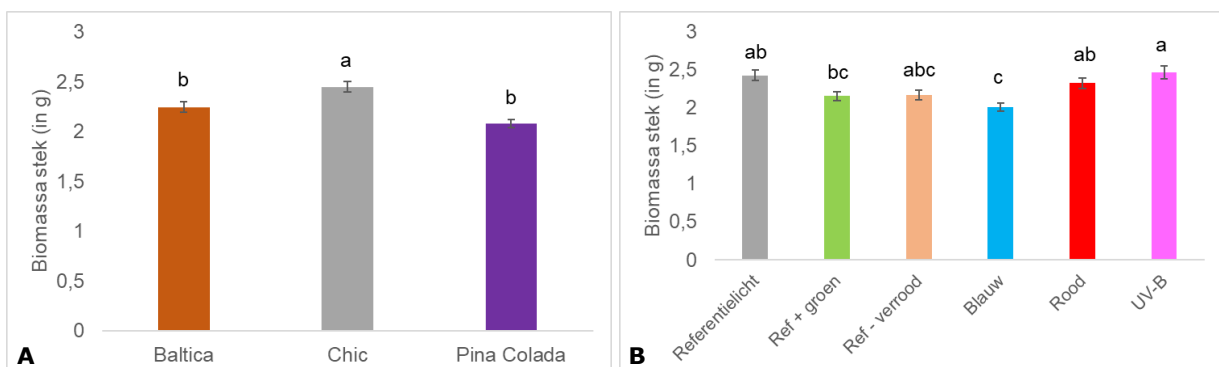 3
2,5
2
1,5
1
0,5
0
Biomassa stek (in g)
b
a
b
Baltica
Chic
Pina Colada
A
3
2,5
2
1,5
1
0,5
0
Biomassa stek (in g)
ab
bc
abc
c
ab
a
Referentielicht
Ref + groen
Ref - verrood
Blauw
Rood
UV-B
B